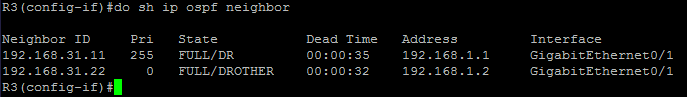 R3(config-if)#do sh ip ospf neighbor
Neighbor ID     Pri   State           Dead Time   Address         Interface
192.168.31.11   255   FULL/DR         00:00:35    192.168.1.1     GigabitEthernet0/1
192.168.31.22     0   FULL/DROTHER    00:00:32    192.168.1.2     GigabitEthernet0/1
R3(config-if)#